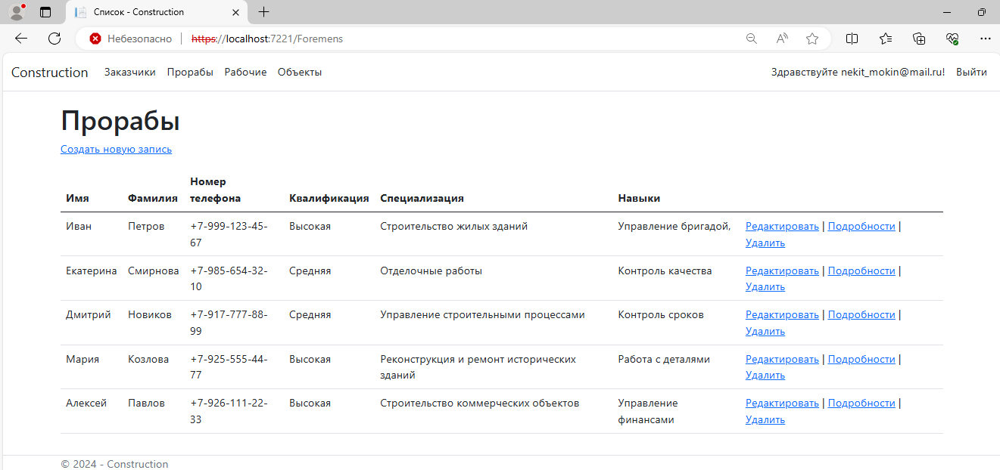 Список - Construction
Небезопасно https://localhost:7221/Foremens
Construction Заказчики Прорабы Рабочие Объекты Здравствуйте nekit_mokin@mail.ru! Выйти
Прорабы
Создать новую запись
Номер
Имя Фамилия телефона Квалификация Специализация Навыки
Иван Петров +7-999-123-45- Высокая Строительство жилых зданий Управление бригадой, Редактировать | Подробности |
67 Удалить
Екатерина Смирнова +7-985-654-32- Средняя Отделочные работы Контроль качества Редактировать | Подробности |
10 Удалить
Дмитрий Новиков +7-917-777-88- Средняя Управление строительными процессами Контроль сроков Редактировать | Подробности |
99 Удалить
Мария Козлова +7-925-555-44- Высокая Реконструкция и ремонт исторических Работа с деталями Редактировать | Подробности |
77 зданий Удалить
Алексей Павлов +7-926-111-22- Высокая Строительство коммерческих объектов Управление Редактировать | Подробности |
33 финансами Удалить
© 2024 - Construction